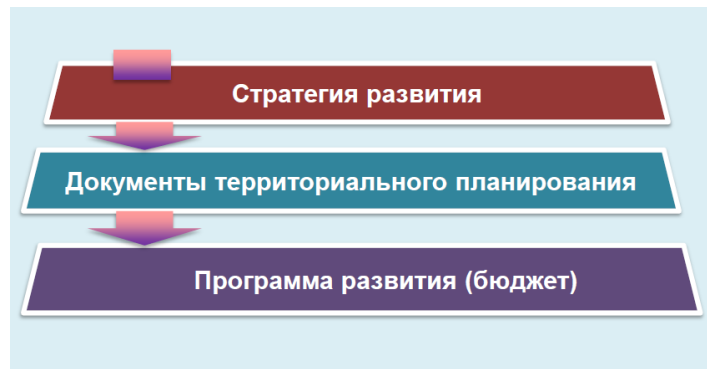 Стратегия развития
Документы территориального планирования
Программа развития (бюджет)